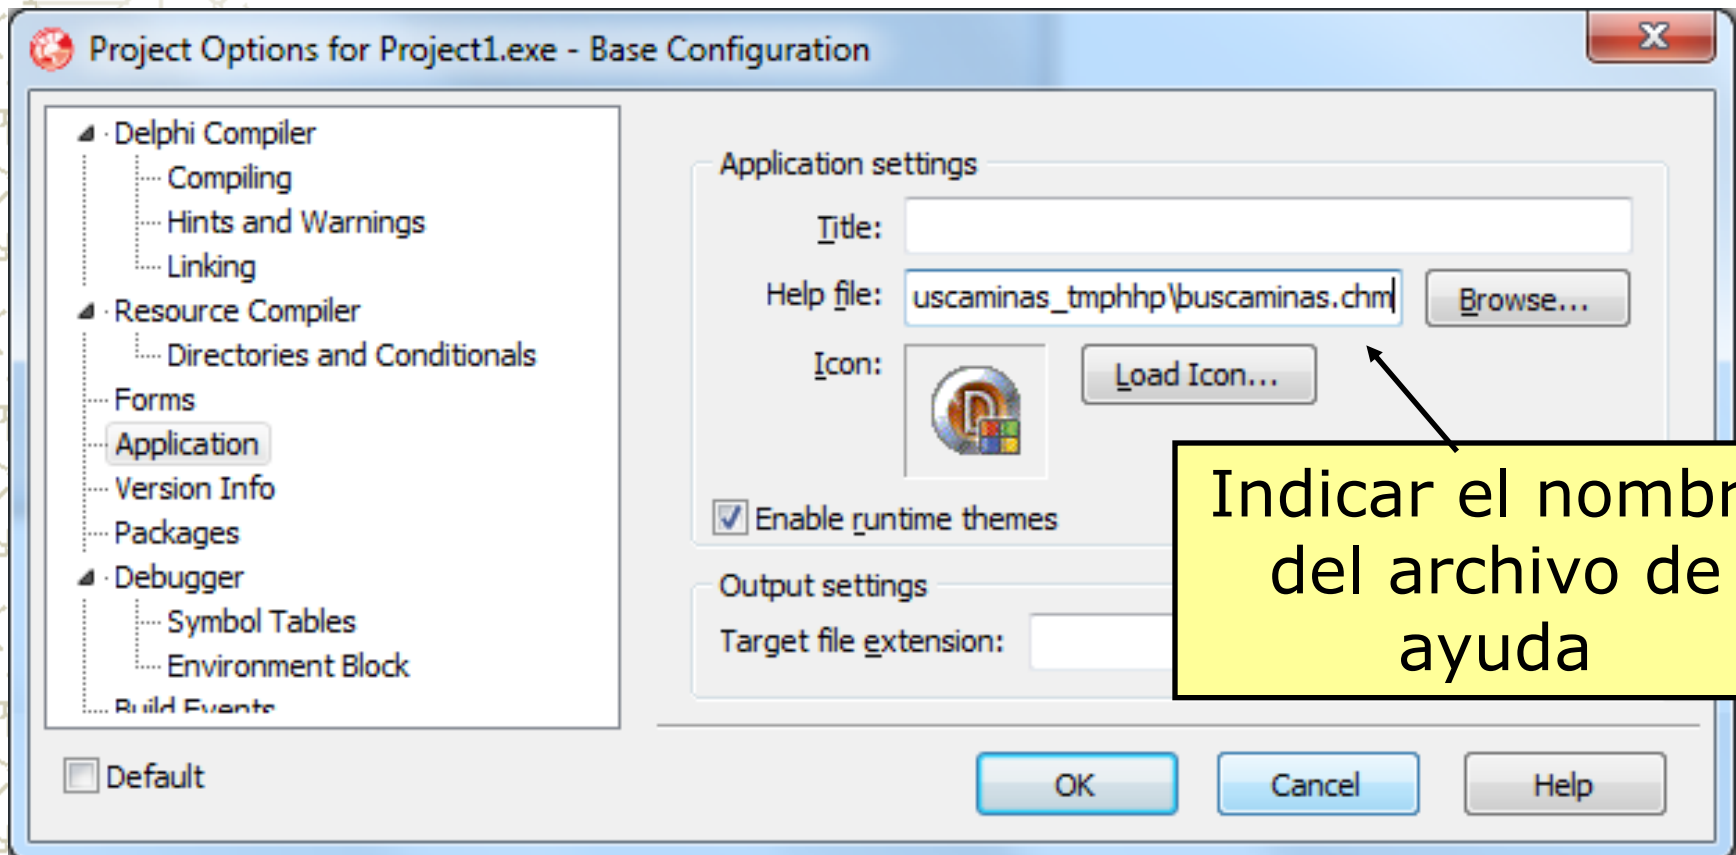 Project Options for Project1.exe - Base Configuration
x
Delphi Compiler
Compiling
Hints and Warnings
Linking
Resource Compiler
Directories and Conditionals
Forms
Application
Version Info
Packages
Debugger
Symbol Tables
Environment Block
Build Events
Default
Application settings
Title:
Help file: uscaminas_tmphhp\buscaminas.chm Browse...
Icon: Load Icon...
Enable runtime themes
Output settings
Target file extension:
Indicar el nombr
del archivo de
ayuda
OK Cancel Help